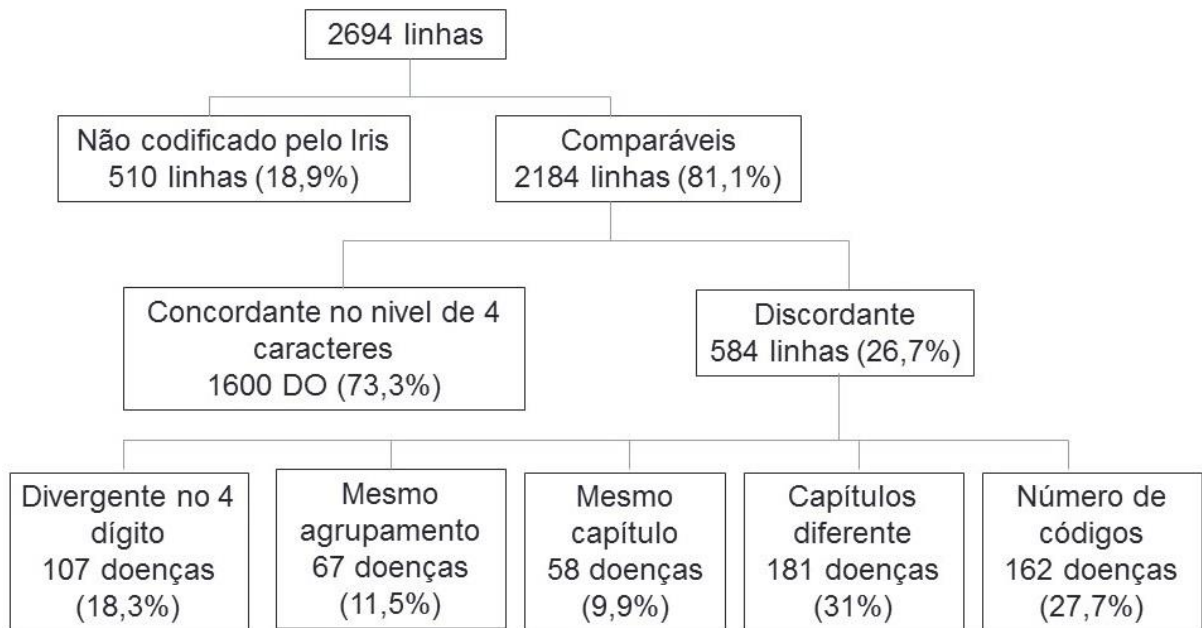 2694 linhas
Não codificado pelo Iris
510 linhas (18,9%)
Comparáveis
2184 linhas (81,1%)
Concordante no nivel de 4
caracteres
1600 DO (73,3%)
Discordante
584 linhas (26,7%)
Divergente no 4
dígito
107 doenças
(18,3%)
Mesmo
agrupamento
67 doenças
(11,5%)
Mesmo
capítulo
58 doenças
(9,9%)
Capítulos
diferente
181 doenças
(31%)
Número de
códigos
162 doenças
(27,7%)